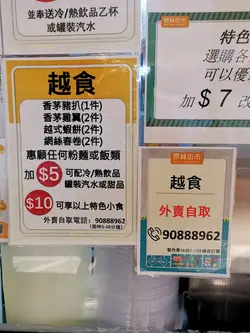 並奉送冷/熱飲品乙杯
或罐裝汽水
越食
香茅豬扒(1件)
香茅雞翼(2件)
越式蝦餅(2件)
網絲春卷(2件)
惠顧任何粉麵或飯類
加 $5 可配冷/熱飲品
罐裝汽水或甜品
$10 可享以上特色小食
外賣自取電話: 90888962
特色
選購各
可以優
加 $7 改
越食
外賣自取
90888962